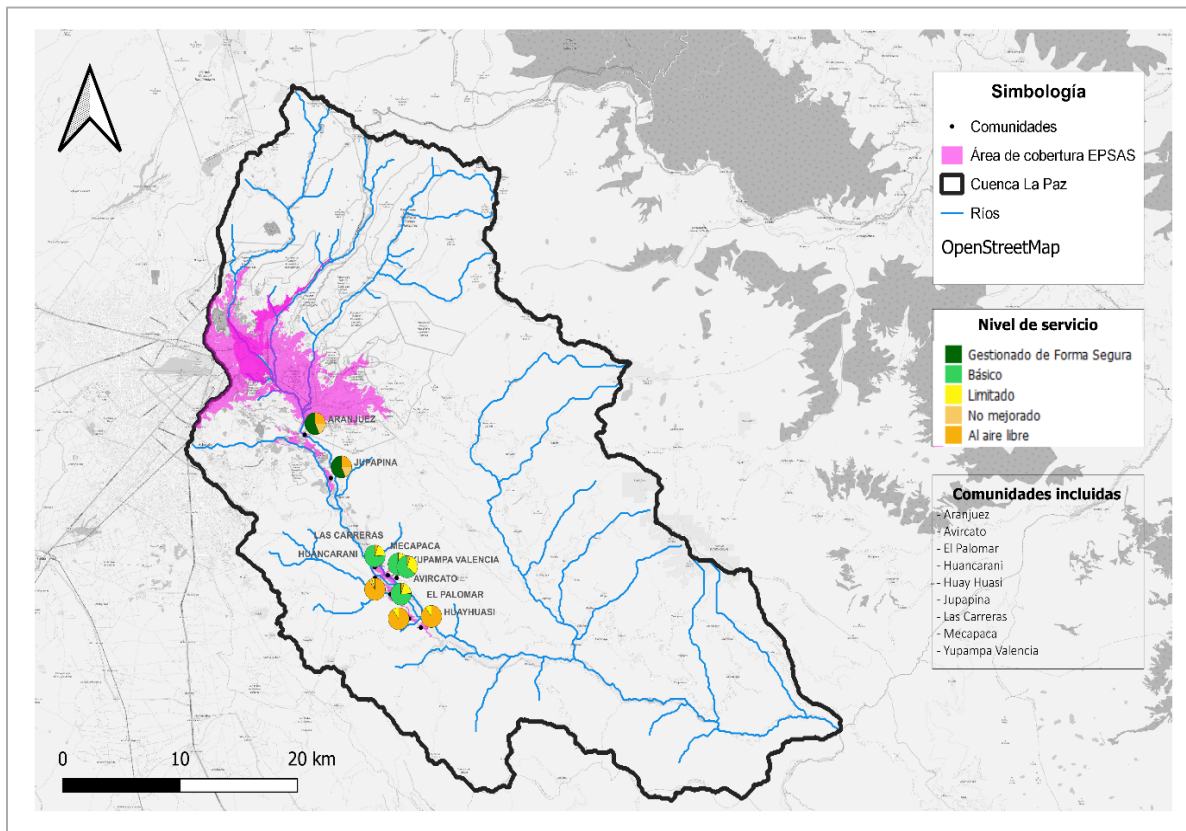 Simbología
Comunidades
Área de cobertura EPSAS
Cuenca La Paz
Ríos
OpenStreetMap
Nivel de servicio
Gestionado de Forma Segura
Básico
Limitado
No mejorado
Al aire libre
Comunidades incluidas
- Aranjuez
- Avircato
- El Palomar
- Huancarani
- Huay Huasi
- Jupapina
- Las Carreras
- Mecapaca
- Yupampa Valencia
ARANJUEZ
JUPAPINA
LAS CARRERAS
MECAPACA
HUANCARANI
YUPAMPA VALENCIA
AVIRCATO
EL PALOMAR
HUAYHUASI
0 10 20 km